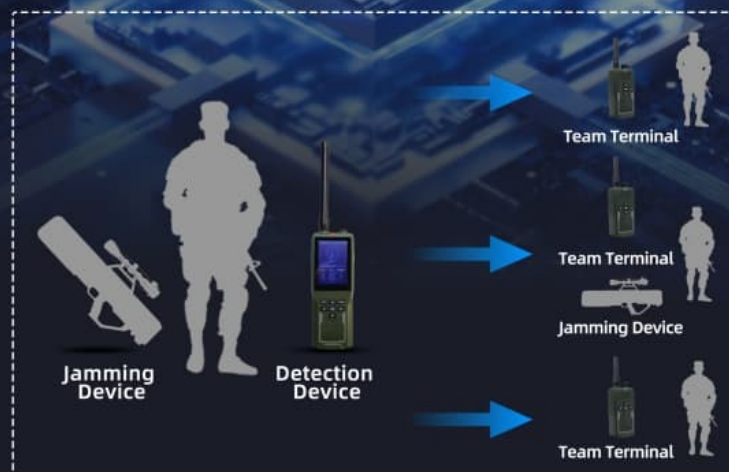 Team Terminal
Team Terminal
Jamming Device
Jamming
Device
Detection
Device
Team Terminal